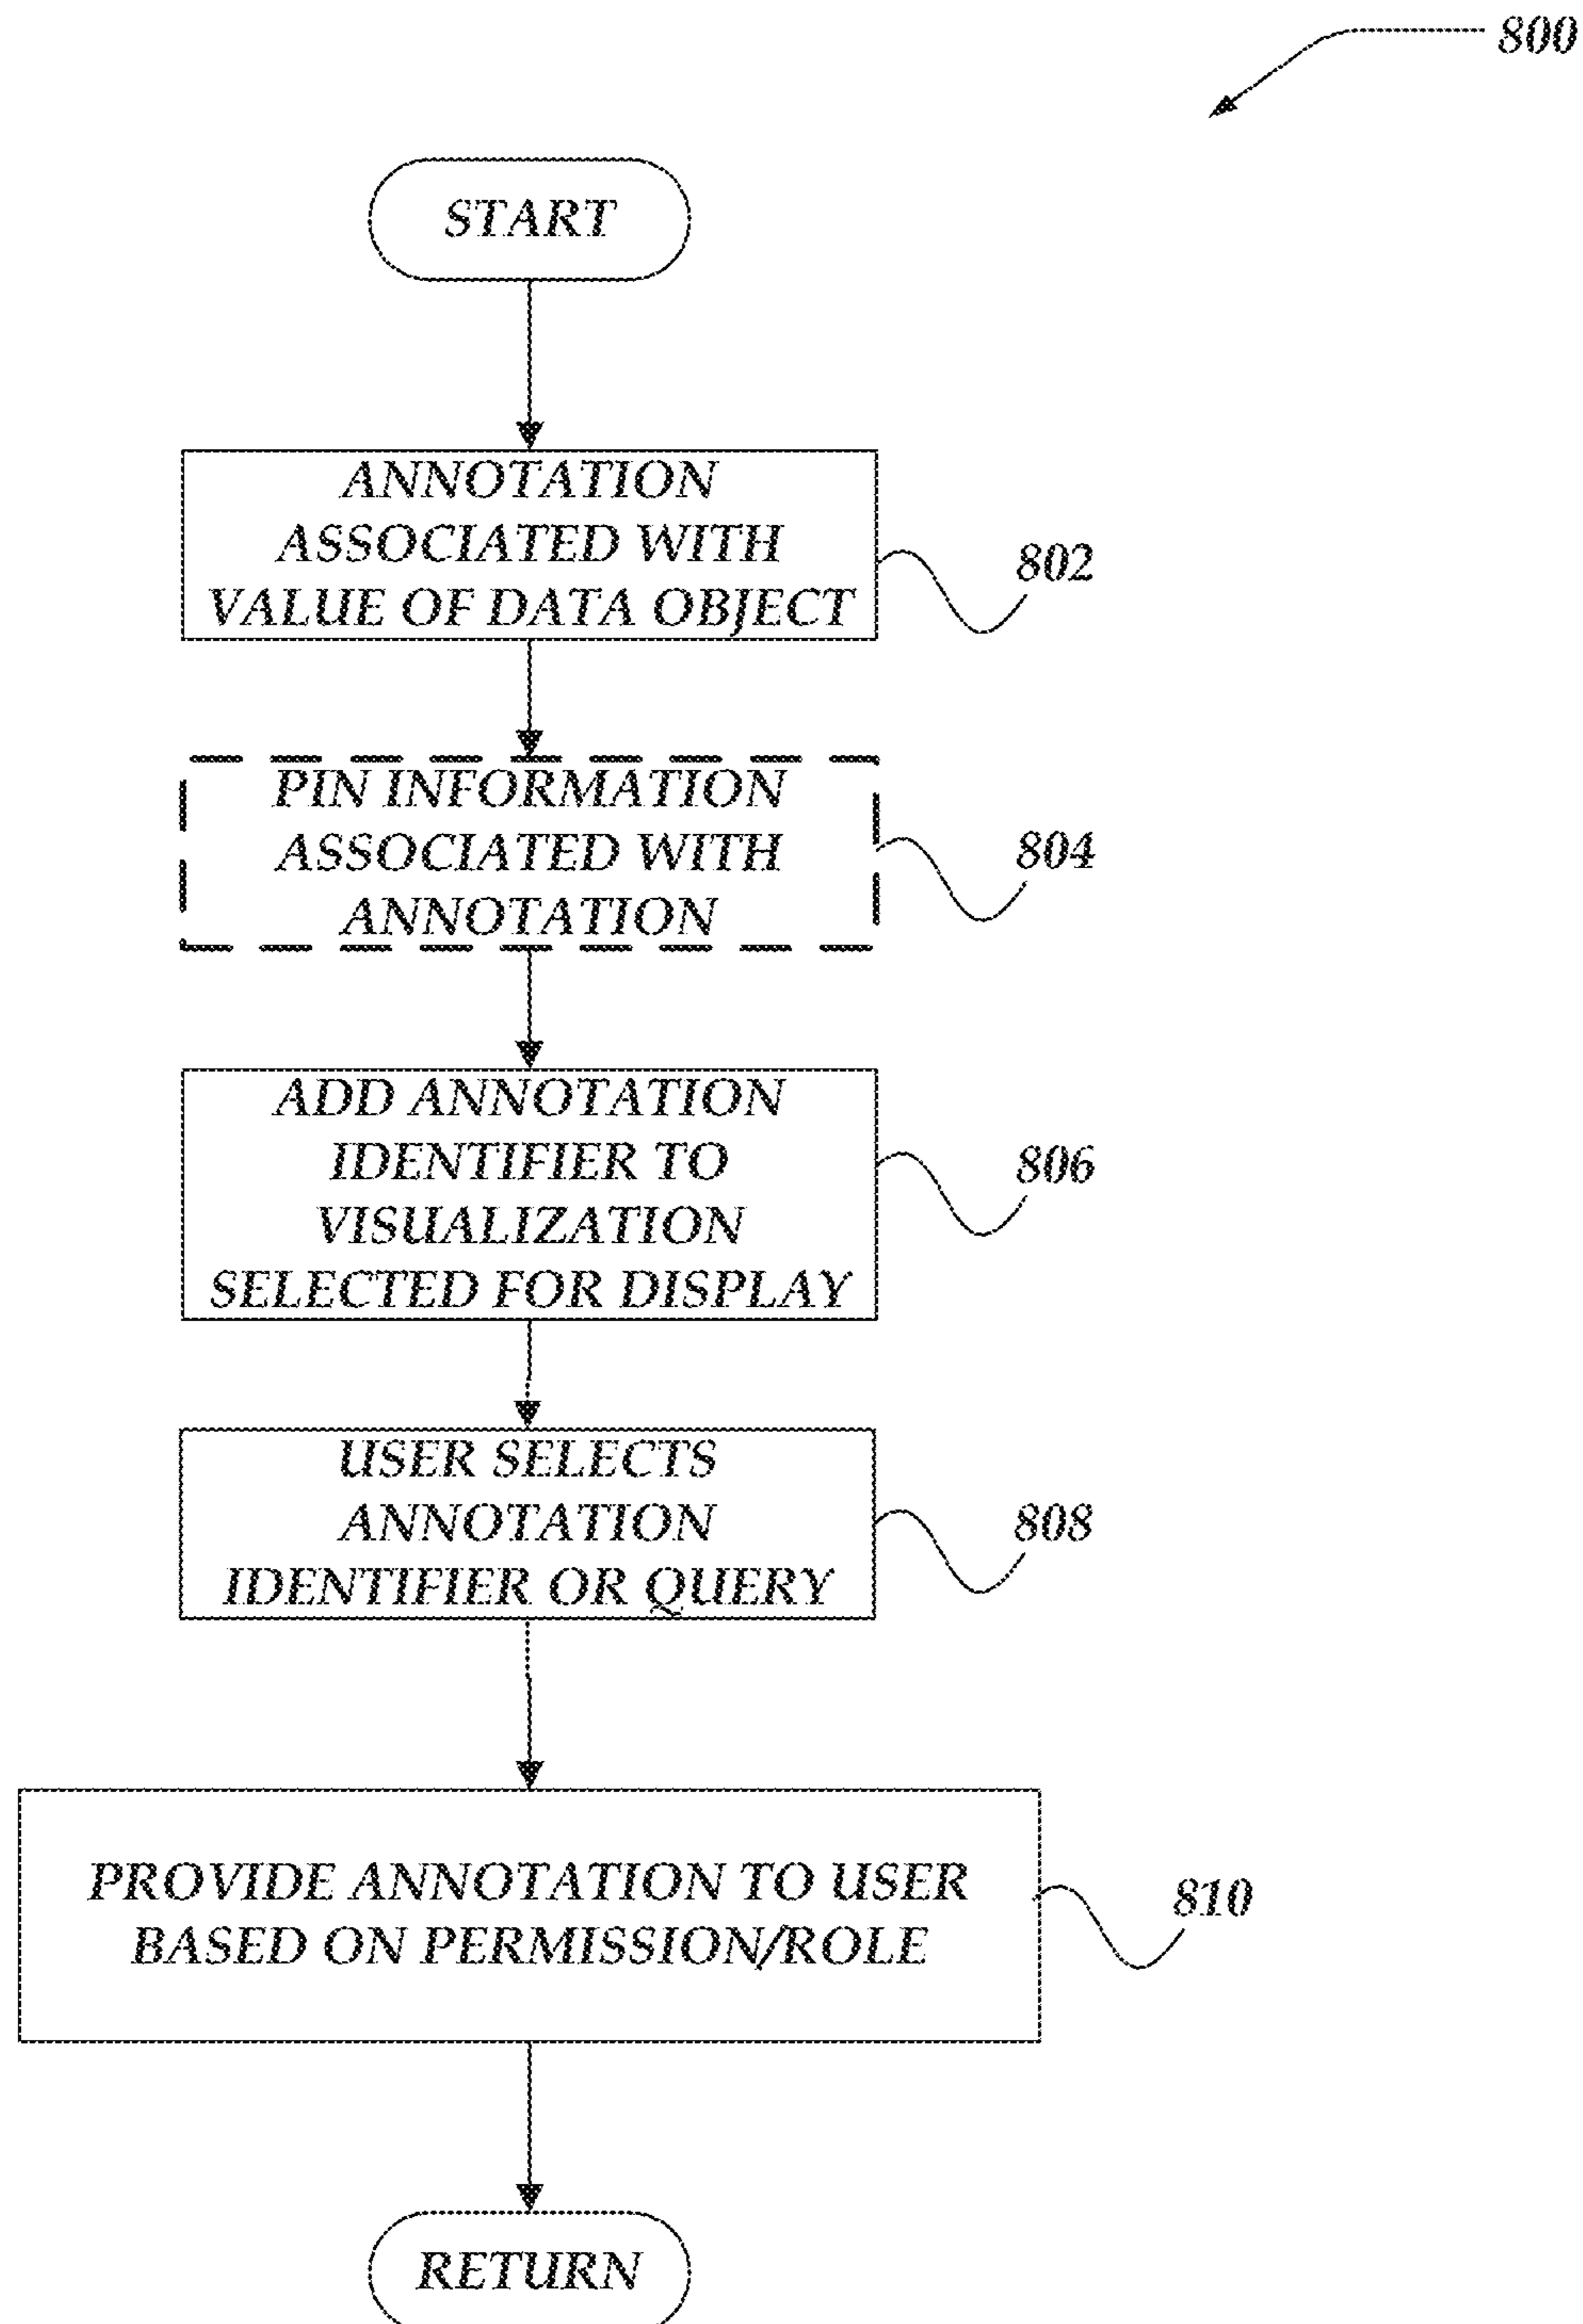 800
START
ANNOTATION
ASSOCIATED WITH
VALUE OF DATA OBJECT
802
PIN INFORMATION
ASSOCIATED WITH
ANNOTATION
804
ADD ANNOTATION
IDENTIFIER TO
VISUALIZATION
SELECTED FOR DISPLAY
806
USER SELECTS
ANNOTATION
IDENTIFIER OR QUERY
808
PROVIDE ANNOTATION TO USER
BASED ON PERMISSION/ROLE
810
RETURN